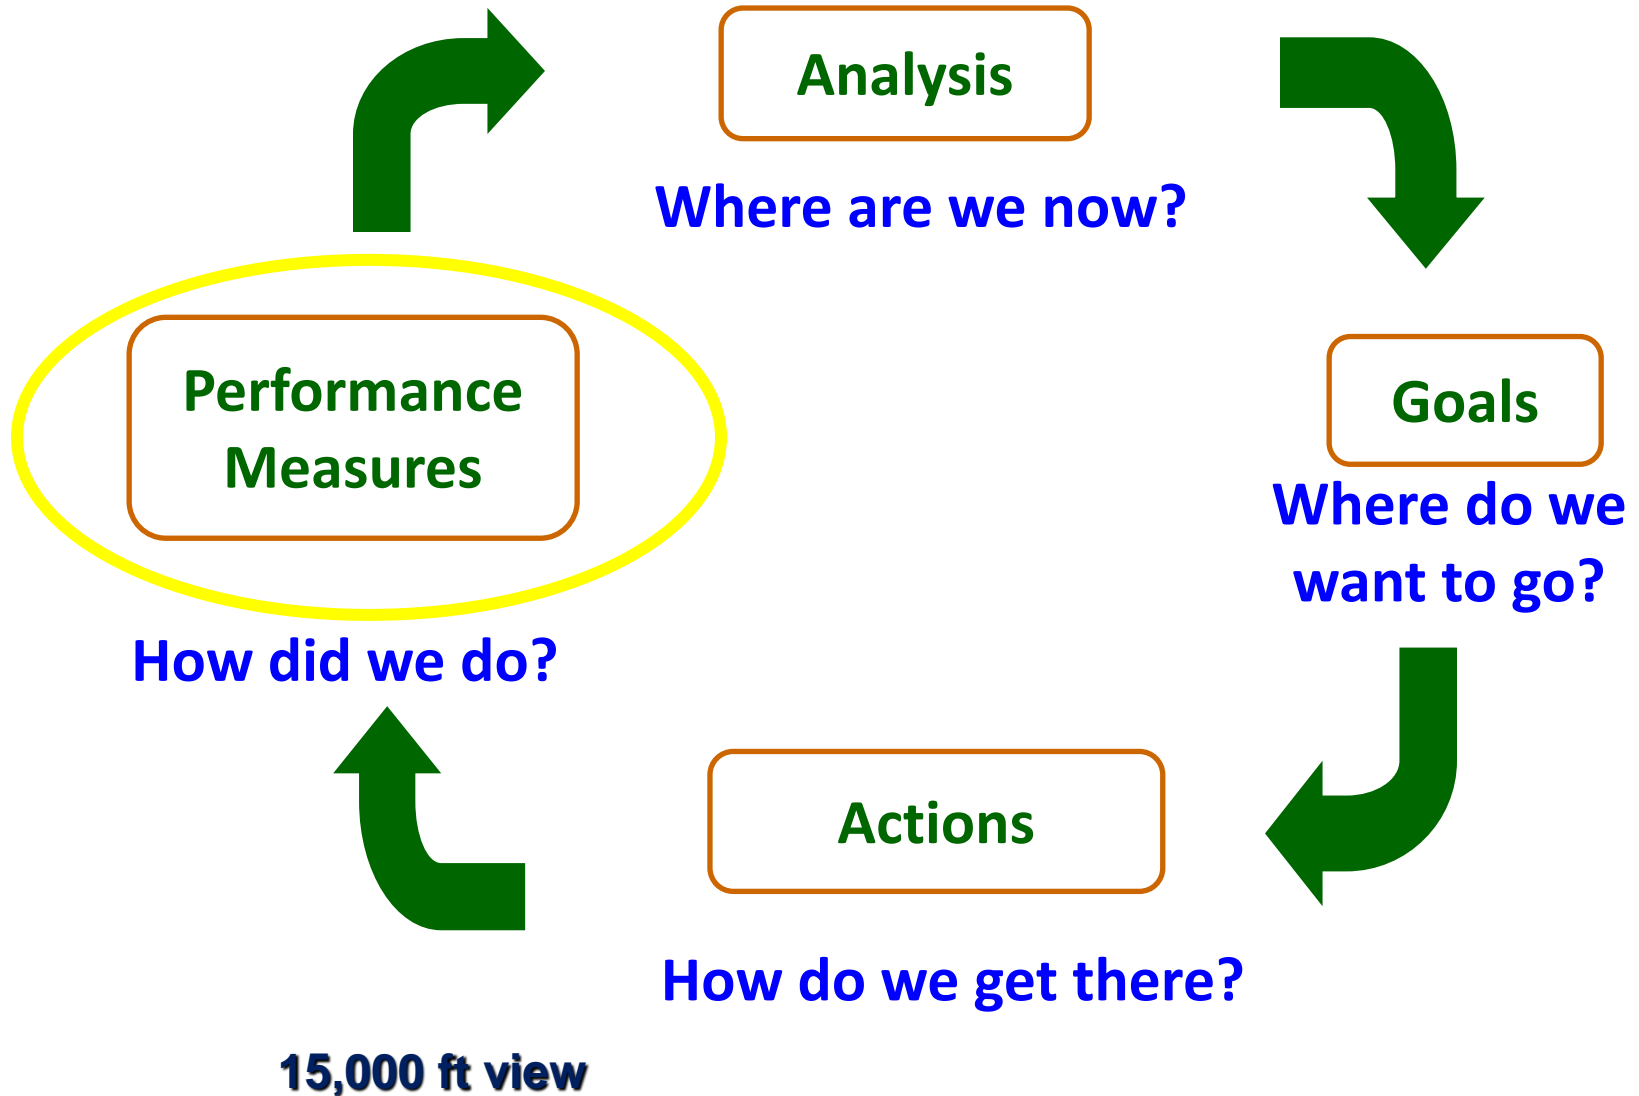 Analysis
Where are we now?
Performance
Measures
How did we do?
Goals
Where do we
want to go?
Actions
How do we get there?
15,000 ft view